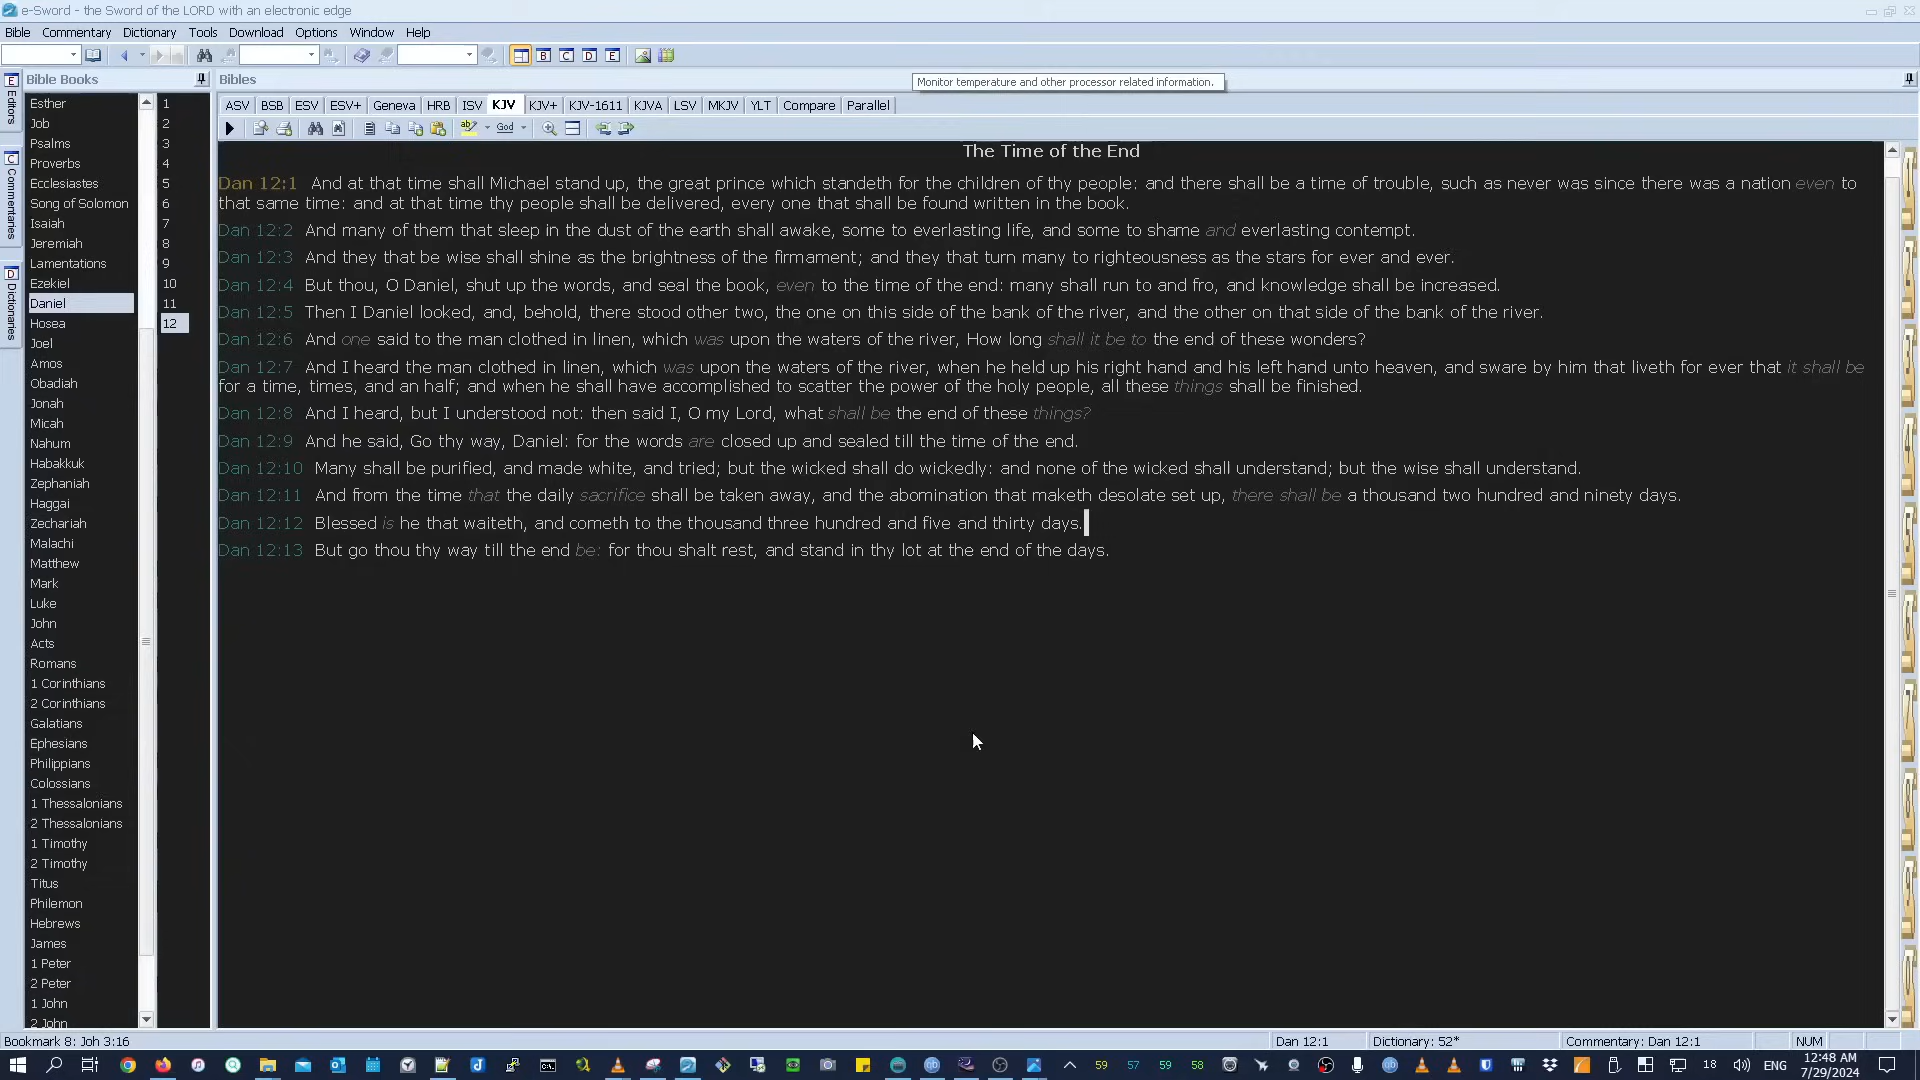 e-Sword - the Sword of the LORD with an electronic edge
Bible Commentary Dictionary Tools Options Window Help
B C D E
Bible Books
Bibles
Monitor temperature and other processor related information.
E Editors
C Commentaries
D Dictionaries
ASV BSB ESV ESV+ Geneva HRB ISV KJV KJV+ KJV-1611 KJVA LSV MKJV YLT Compare Parallel
ab God
Esther
Job
Psalms
Proverbs
Ecclesiastes
Song of Solomon
Isaiah
Jeremiah
Lamentations
Ezekiel
Daniel
Hosea
Joel
Amos
Obadiah
Jonah
Micah
Nahum
Habakkuk
Zephaniah
Haggai
Zechariah
Malachi
Matthew
Mark
Luke
John
Acts
Romans
1 Corinthians
2 Corinthians
Galatians
Ephesians
Philippians
Colossians
1 Thessalonians
2 Thessalonians
1 Timothy
2 Timothy
Titus
Philemon
Hebrews
James
1 Peter
2 Peter
1 John
2 John
1
2
3
4
5
6
7
8
9
10
11
12
The Time of the End
Dan 12:1 And at that time shall Michael stand up, the great prince which standeth for the children of thy people: and there shall be a time of trouble, such as never was since there was a nation even to
that same time: and at that time thy people shall be delivered, every one that shall be found written in the book.
Dan 12:2 And many of them that sleep in the dust of the earth shall awake, some to everlasting life, and some to shame and everlasting contempt.
Dan 12:3 And they that be wise shall shine as the brightness of the firmament; and they that turn many to righteousness as the stars for ever and ever.
Dan 12:4 But thou, O Daniel, shut up the words, and seal the book, even to the time of the end: many shall run to and fro, and knowledge shall be increased.
Dan 12:5 Then I Daniel looked, and, behold, there stood other two, the one on this side of the bank of the river, and the other on that side of the bank of the river.
Dan 12:6 And one said to the man clothed in linen, which was upon the waters of the river, How long shall it be to the end of these wonders?
Dan 12:7 And I heard the man clothed in linen, which was upon the waters of the river, when he held up his right hand and his left hand unto heaven, and sware by him that liveth for ever that it shall be
for a time, times, and an half; and when he shall have accomplished to scatter the power of the holy people, all these things shall be finished.
Dan 12:8 And I heard, but I understood not: then said I, O my Lord, what shall be the end of these things?
Dan 12:9 And he said, Go thy way, Daniel: for the words are closed up and sealed till the time of the end.
Dan 12:10 Many shall be purified, and made white, and tried; but the wicked shall do wickedly: and none of the wicked shall understand; but the wise shall understand.
Dan 12:11 And from the time that the daily sacrifice shall be taken away, and the abomination that maketh desolate set up, there shall be a thousand two hundred and ninety days.
Dan 12:12 Blessed is he that waiteth, and cometh to the thousand three hundred and five and thirty days.
Dan 12:13 But go thou thy way till the end be: for thou shalt rest, and stand in thy lot at the end of the days.
Bookmark 8: Joh 3:16
Dan 12:1 Dictionary: 52* Commentary: Dan 12:1 NUM
59 57 59 58 18 ENG 12:48 AM
7/29/2024